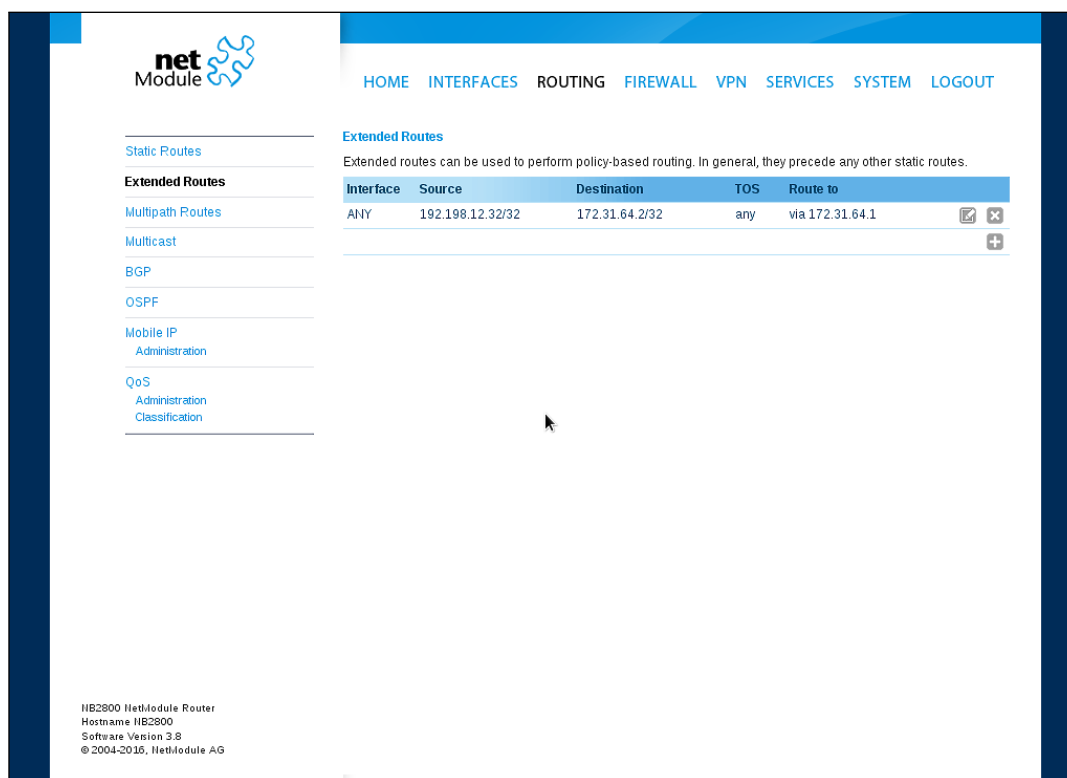 net
Module
HOME INTERFACES ROUTING FIREWALL VPN SERVICES SYSTEM LOGOUT
Static Routes
Extended Routes
Multipath Routes
Multicast
BGP
OSPF
Mobile IP
Administration
QoS
Administration
Classification
Extended Routes
Extended routes can be used to perform policy-based routing. In general, they precede any other static routes.
Interface Source Destination TOS Route to
ANY 192.198.12.32/32 172.31.64.2/32 any via 172.31.64.1
NB2800 NetModule Router
Hostname NB2800
Software Version 3.8
© 2004-2016, NetModule AG